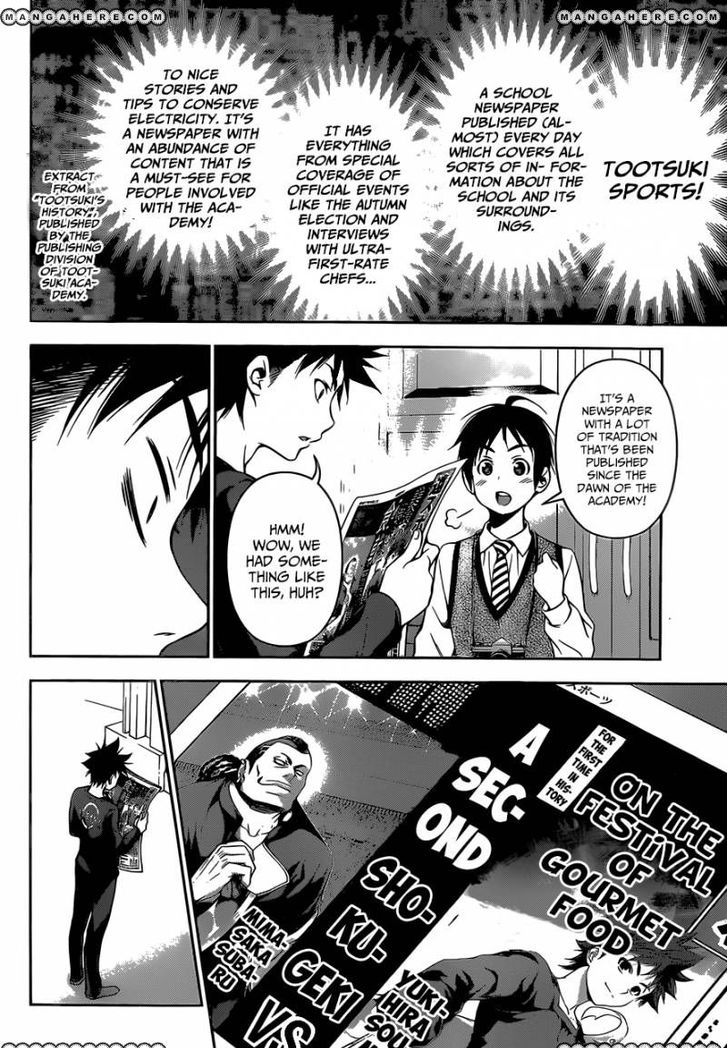 MANGAHERE.COM
MANGAHERE.COM
TOOTSUKI
SPORTS!
A SCHOOL
NEWSPAPER
PUBLISHED (AL-
MOST) EVERY DAY
WHICH COVERS ALL
SORTS OF IN- FOR-
MATION ABOUT THE
SCHOOL AND ITS
SURROUND-
INGS.
IT HAS
EVERYTHING
FROM SPECIAL
COVERAGE OF
OFFICIAL EVENTS
LIKE THE AUTUMN
ELECTION AND
INTERVIEWS
WITH ULTRA-
FIRST-RATE
CHEFS...
TO NICE
STORIES AND
TIPS TO CONSERVE
ELECTRICITY. IT'S
A NEWSPAPER WITH
AN ABUNDANCE OF
CONTENT THAT IS
A MUST-SEE FOR
PEOPLE INVOLVED
WITH THE ACA-
DEMY!
EXTRACT
FROM
"TOOTSUKI'S
HISTORY",
PUBLISHED
BY THE
PUBLISHING
DIVISION
OF TOOT-
SUKI ACA-
DEMY.
IT'S A
NEWSPAPER
WITH A LOT
OF TRADITION
THAT'S BEEN
PUBLISHED
SINCE THE
DAWN OF THE
ACADEMY!
HMM!
WOW, WE
HAD SOME-
THING LIKE
THIS, HUH?
スポーツ
FOR
THE
FIRST
TIME IN
HIS-
TORY
ON THE
FESTIVAL
OF
GOURMET
FOOD
A
SEC-
OND
SHO-
KU-
GEKI
VS
MIMA-
SAKA
SUBA-
RU
YUKI-
HIRA
SOU
MANGAHERE.COM
MANGAHERE.COM